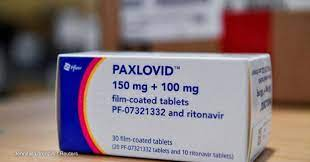 Pfizer
PAXLOVID™
150 mg + 100 mg
film-coated tablets
PF-07321332 and ritonavir
30 film-coated tablets
(20 PF-07321332 tablets and 10 ritonavir tablets)
Reuters